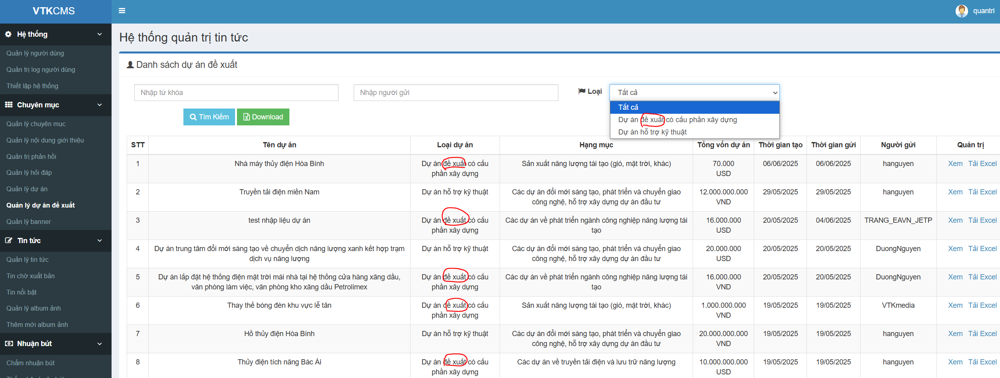 VTKCMS
quantri
Hệ thống
Quản lý người dùng
Quản trị log người dùng
Thiết lập hệ thống
Chuyên mục
Quản lý chuyên mục
Quản lý nội dung giới thiệu
Quản trị phản hồi
Quản lý hỏi đáp
Quản lý dự án
Quản lý dự án đề xuất
Quản lý banner
Tin tức
Quản lý tin tức
Tin chờ xuất bản
Tin nổi bật
Quản lý album ảnh
Thêm mới album ảnh
Nhuận bút
Chấm nhuận bút
Hệ thống quản trị tin tức
Danh sách dự án đề xuất
Nhập từ khóa
Nhập người gửi
Loại
Tất cả
Tất cả
Dự án đề xuất có cấu phần xây dựng
Dự án hỗ trợ kỹ thuật
Tìm Kiếm
Download
STT Tên dự án Loại dự án Hạng mục Tổng vốn dự án Thời gian tạo Thời gian gửi Người gửi Quản trị
1 Nhà máy thủy điện Hòa Bình Dự án đề xuất có cấu Sản xuất năng lượng tái tạo (gió, mặt trời, khác) 70.000 06/06/2025 06/06/2025 hanguyen Xem Tải Excel
phần xây dựng USD
2 Truyền tải điện miền Nam Dự án hỗ trợ kỹ thuật Các dự án đổi mới sáng tạo, phát triển và chuyển giao 12.000.000.000 29/05/2025 29/05/2025 hanguyen Xem Tải Excel
công nghệ, hỗ trợ xây dựng dự án đầu tư VND
3 test nhập liệu dự án Dự án đề xuất có cấu Các dự án về phát triển ngành công nghiệp năng lượng tái 16.000.000 20/05/2025 04/06/2025 TRANG_EAVN_JETP Xem Tải Excel
phần xây dựng tạo USD
4 Dự án trung tâm đổi mới sáng tạo về chuyển dịch năng lượng xanh kết hợp trạm Dự án hỗ trợ kỹ thuật Các dự án đổi mới sáng tạo, phát triển và chuyển giao 20.000.000 20/05/2025 20/05/2025 DuongNguyen Xem Tải Excel
dịch vụ năng lượng công nghệ, hỗ trợ xây dựng dự án đầu tư USD
5 Dự án lắp đặt hệ thống điện mặt trời mái nhà tại hệ thống cửa hàng xăng dầu, Dự án đề xuất có cấu Các dự án về phát triển ngành công nghiệp năng lượng tái 16.000.000 20/05/2025 20/05/2025 DuongNguyen Xem Tải Excel
văn phòng làm việc, văn phòng kho xăng dầu Petrolimex phần xây dựng tạo VND
6 Thay thế bóng đèn khu vực lễ tân Dự án đề xuất có cấu Sản xuất năng lượng tái tạo (gió, mặt trời, khác) 1.000.000.000 19/05/2025 19/05/2025 VTKmedia Xem Tải Excel
phần xây dựng VND
7 Hồ thủy điện Hòa Bình Dự án hỗ trợ kỹ thuật Các dự án đổi mới sáng tạo, phát triển và chuyển giao 20.000.000.000 19/05/2025 19/05/2025 hanguyen Xem Tải Excel
công nghệ, hỗ trợ xây dựng dự án đầu tư VND
8 Thủy điện tích năng Bác Ái Dự án đề xuất có cấu Các dự án về truyền tải điện và lưu trữ năng lượng 10.000.000.000 19/05/2025 19/05/2025 hanguyen Xem Tải Excel
phần xây dựng USD